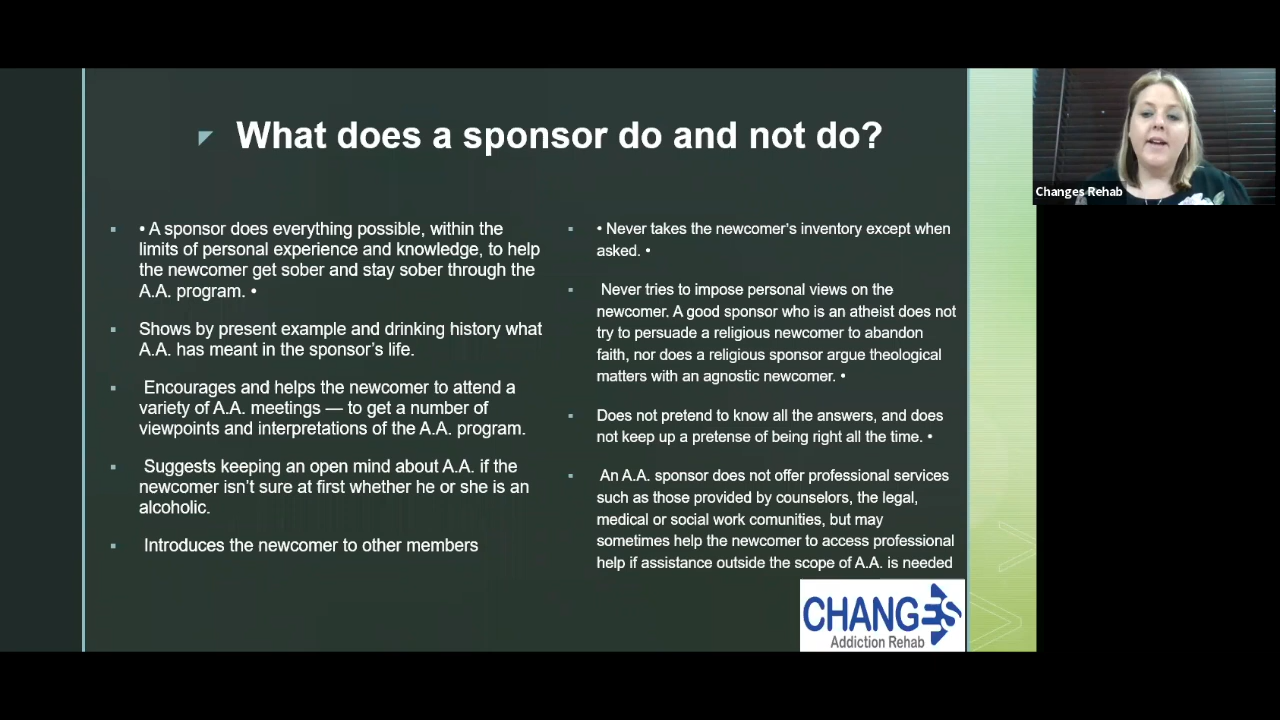 What does a sponsor do and not do?
• A sponsor does everything possible, within the
limits of personal experience and knowledge, to help
the newcomer get sober and stay sober through the
A.A. program. •
Shows by present example and drinking history what
A.A. has meant in the sponsor's life.
Encourages and helps the newcomer to attend a
variety of A.A. meetings — to get a number of
viewpoints and interpretations of the A.A. program.
Suggests keeping an open mind about A.A. if the
newcomer isn't sure at first whether he or she is an
alcoholic.
Introduces the newcomer to other members
• Never takes the newcomer's inventory except when
asked. •
Never tries to impose personal views on the
newcomer. A good sponsor who is an atheist does not
try to persuade a religious newcomer to abandon
faith, nor does a religious sponsor argue theological
matters with an agnostic newcomer. •
Does not pretend to know all the answers, and does
not keep up a pretense of being right all the time. •
An A.A. sponsor does not offer professional services
such as those provided by counselors, the legal,
medical or social work comunities, but may
sometimes help the newcomer to access professional
help if assistance outside the scope of A.A. is needed
CHANGES
Addiction Rehab
Changes Rehab